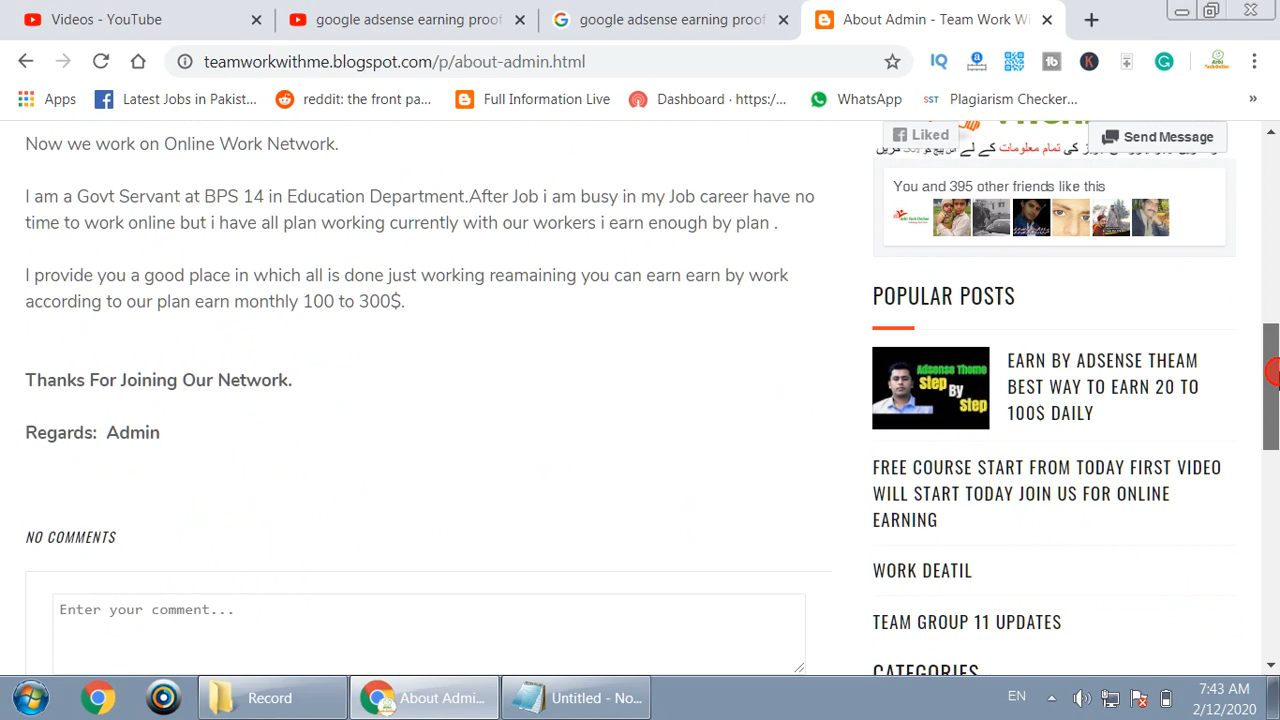 Videos - YouTube
google adsense earning proof
google adsense earning proof
About Admin - Team Work Wi
teamworkwithme.blogspot.com/p/about-admin.html
Apps
Latest Jobs in Pakist...
reddit: the front pa...
Full Information Live
Dashboard · https:/...
WhatsApp
Plagiarism Checker...
»
Now we work on Online Work Network.
I am a Govt Servant at BPS 14 in Education Department.After Job i am busy in my Job career have no
time to work online but i have all plan working currently with our workers i earn enough by plan .
I provide you a good place in which all is done just working reamaining you can earn earn by work
according to our plan earn monthly 100 to 300$.
Thanks For Joining Our Network.
Regards: Admin
NO COMMENTS
Enter your comment...
Liked
Send Message
کی تمام معلومات کے لے
You and 395 other friends like this
POPULAR POSTS
Adsense Theme
Step
By
Step
EARN BY ADSENSE THEAM
BEST WAY TO EARN 20 TO
100$ DAILY
FREE COURSE START FROM TODAY FIRST VIDEO
WILL START TODAY JOIN US FOR ONLINE
EARNING
WORK DEATIL
TEAM GROUP 11 UPDATES
CATEGORIES
Record
About Admi...
Untitled - No...
EN
7:43 AM
2/12/2020